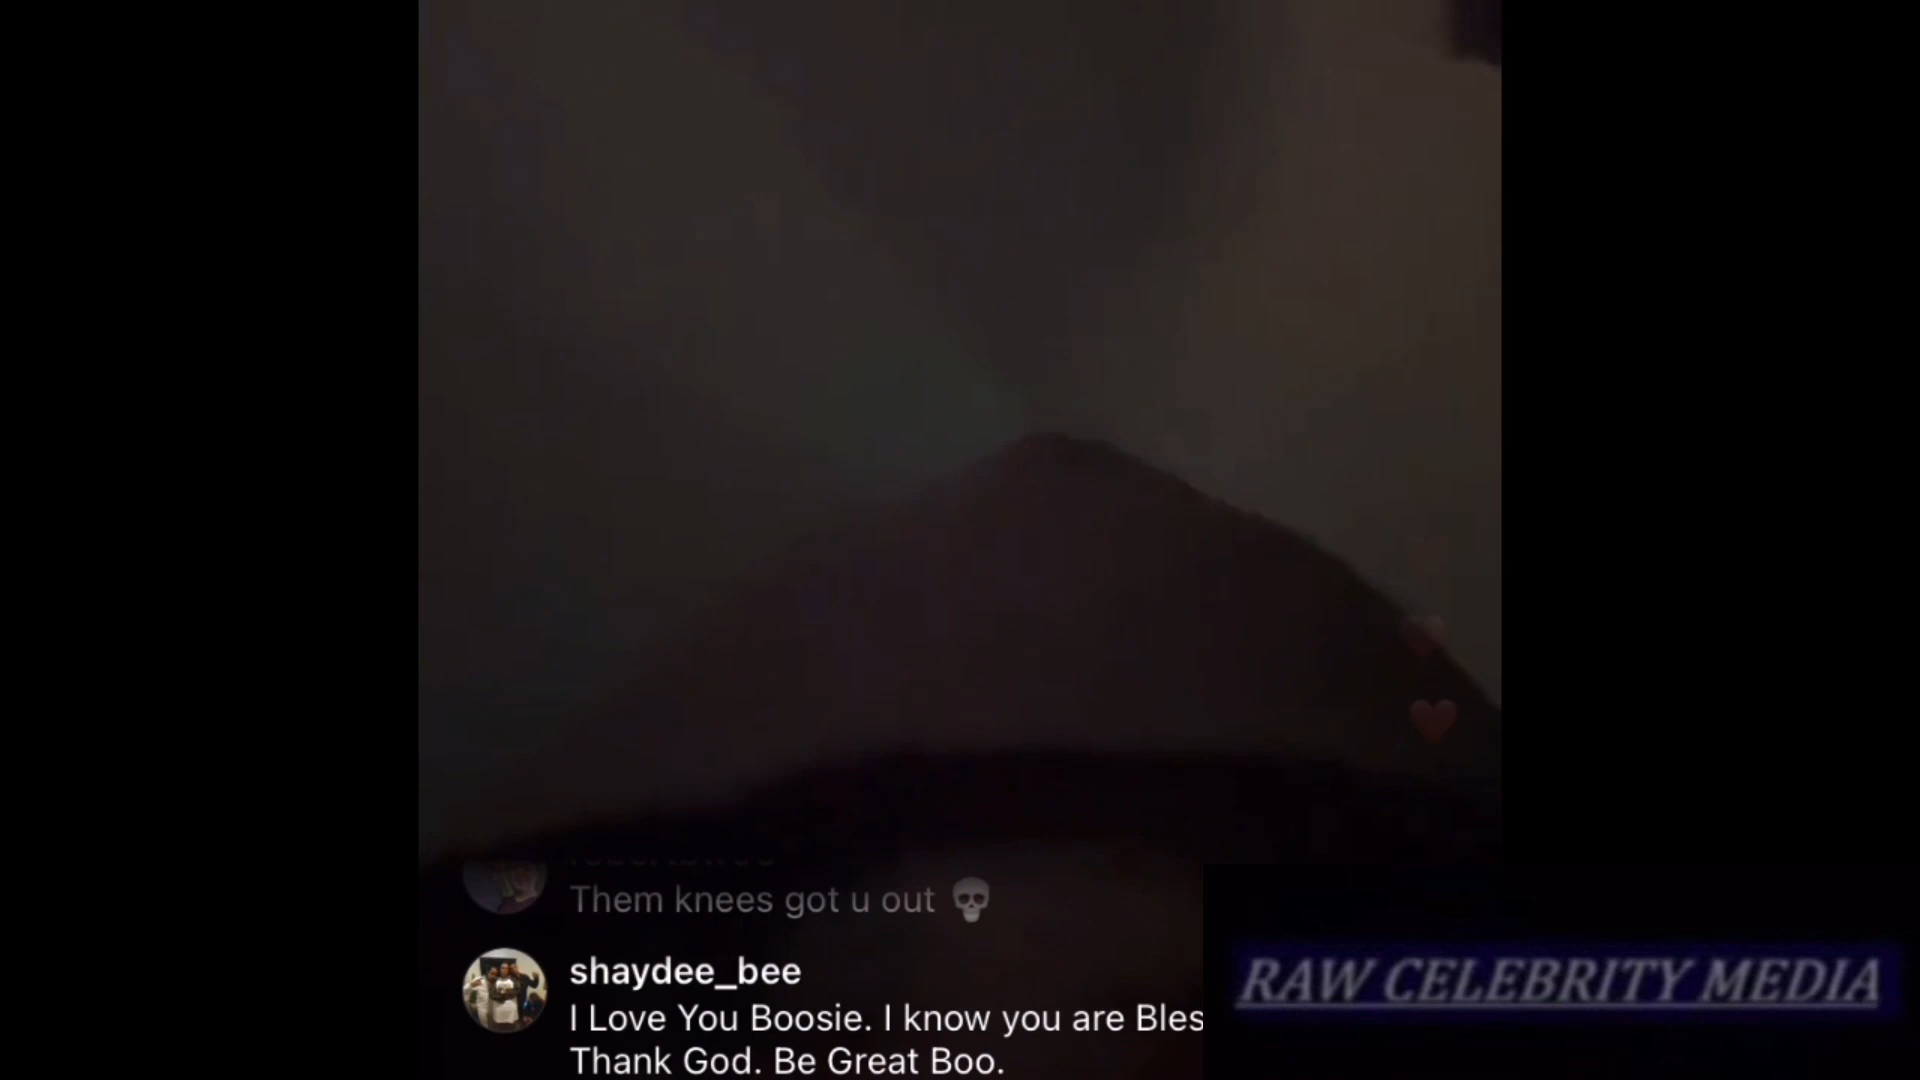 Them knees got u out 💀
shaydee_bee
I Love You Boosie. I know you are Bles
Thank God. Be Great Boo.
RAW CELEBRITY MEDIA